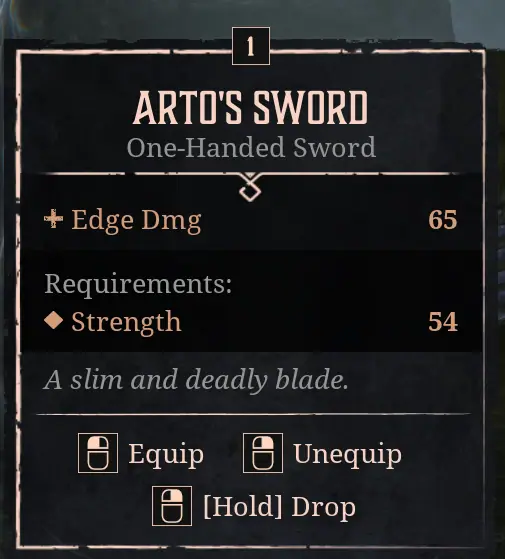 1
ARTO'S SWORD
One-Handed Sword
Edge Dmg 65
Requirements:
Strength 54
A slim and deadly blade.
Equip Unequip
[Hold] Drop